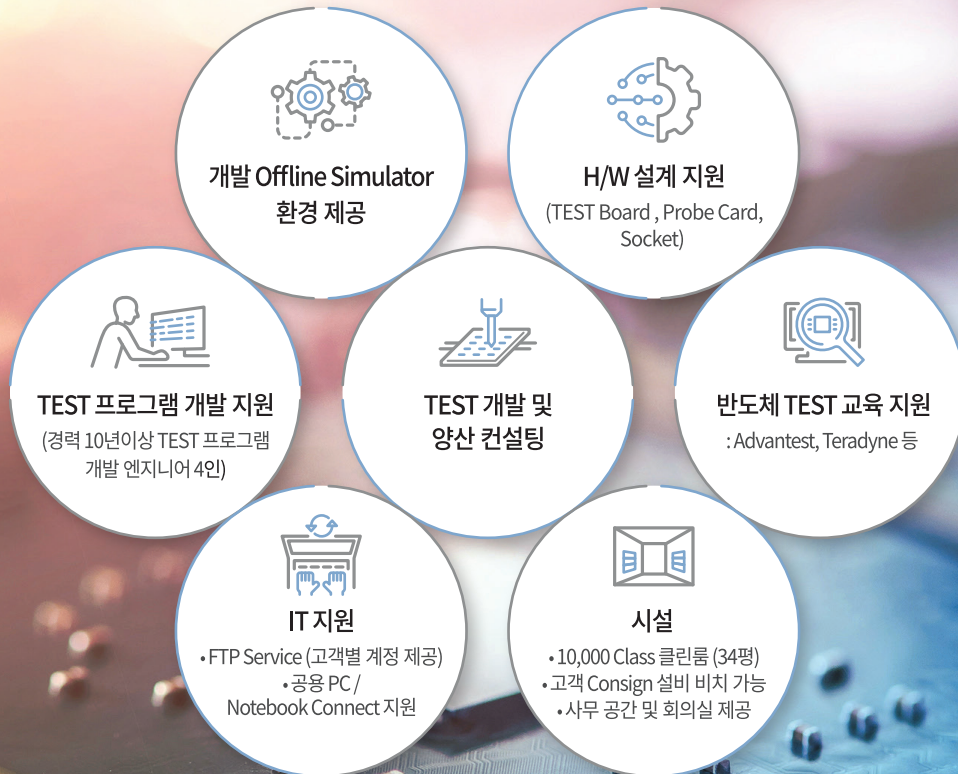 개발 Offline Simulator
환경 제공
H/W 설계 지원
(TEST Board , Probe Card,
Socket)
TEST 프로그램 개발 지원
(경력 10년이상 TEST 프로그램
개발 엔지니어 4인)
TEST 개발 및
양산 컨설팅
반도체 TEST 교육 지원
: Advantest, Teradyne 등
IT 지원
• FTP Service (고객별 계정 제공)
• 공용 PC /
Notebook Connect 지원
시설
• 10,000 Class 클린룸 (34평)
• 고객 Consign 설비 비치 가능
• 사무 공간 및 회의실 제공